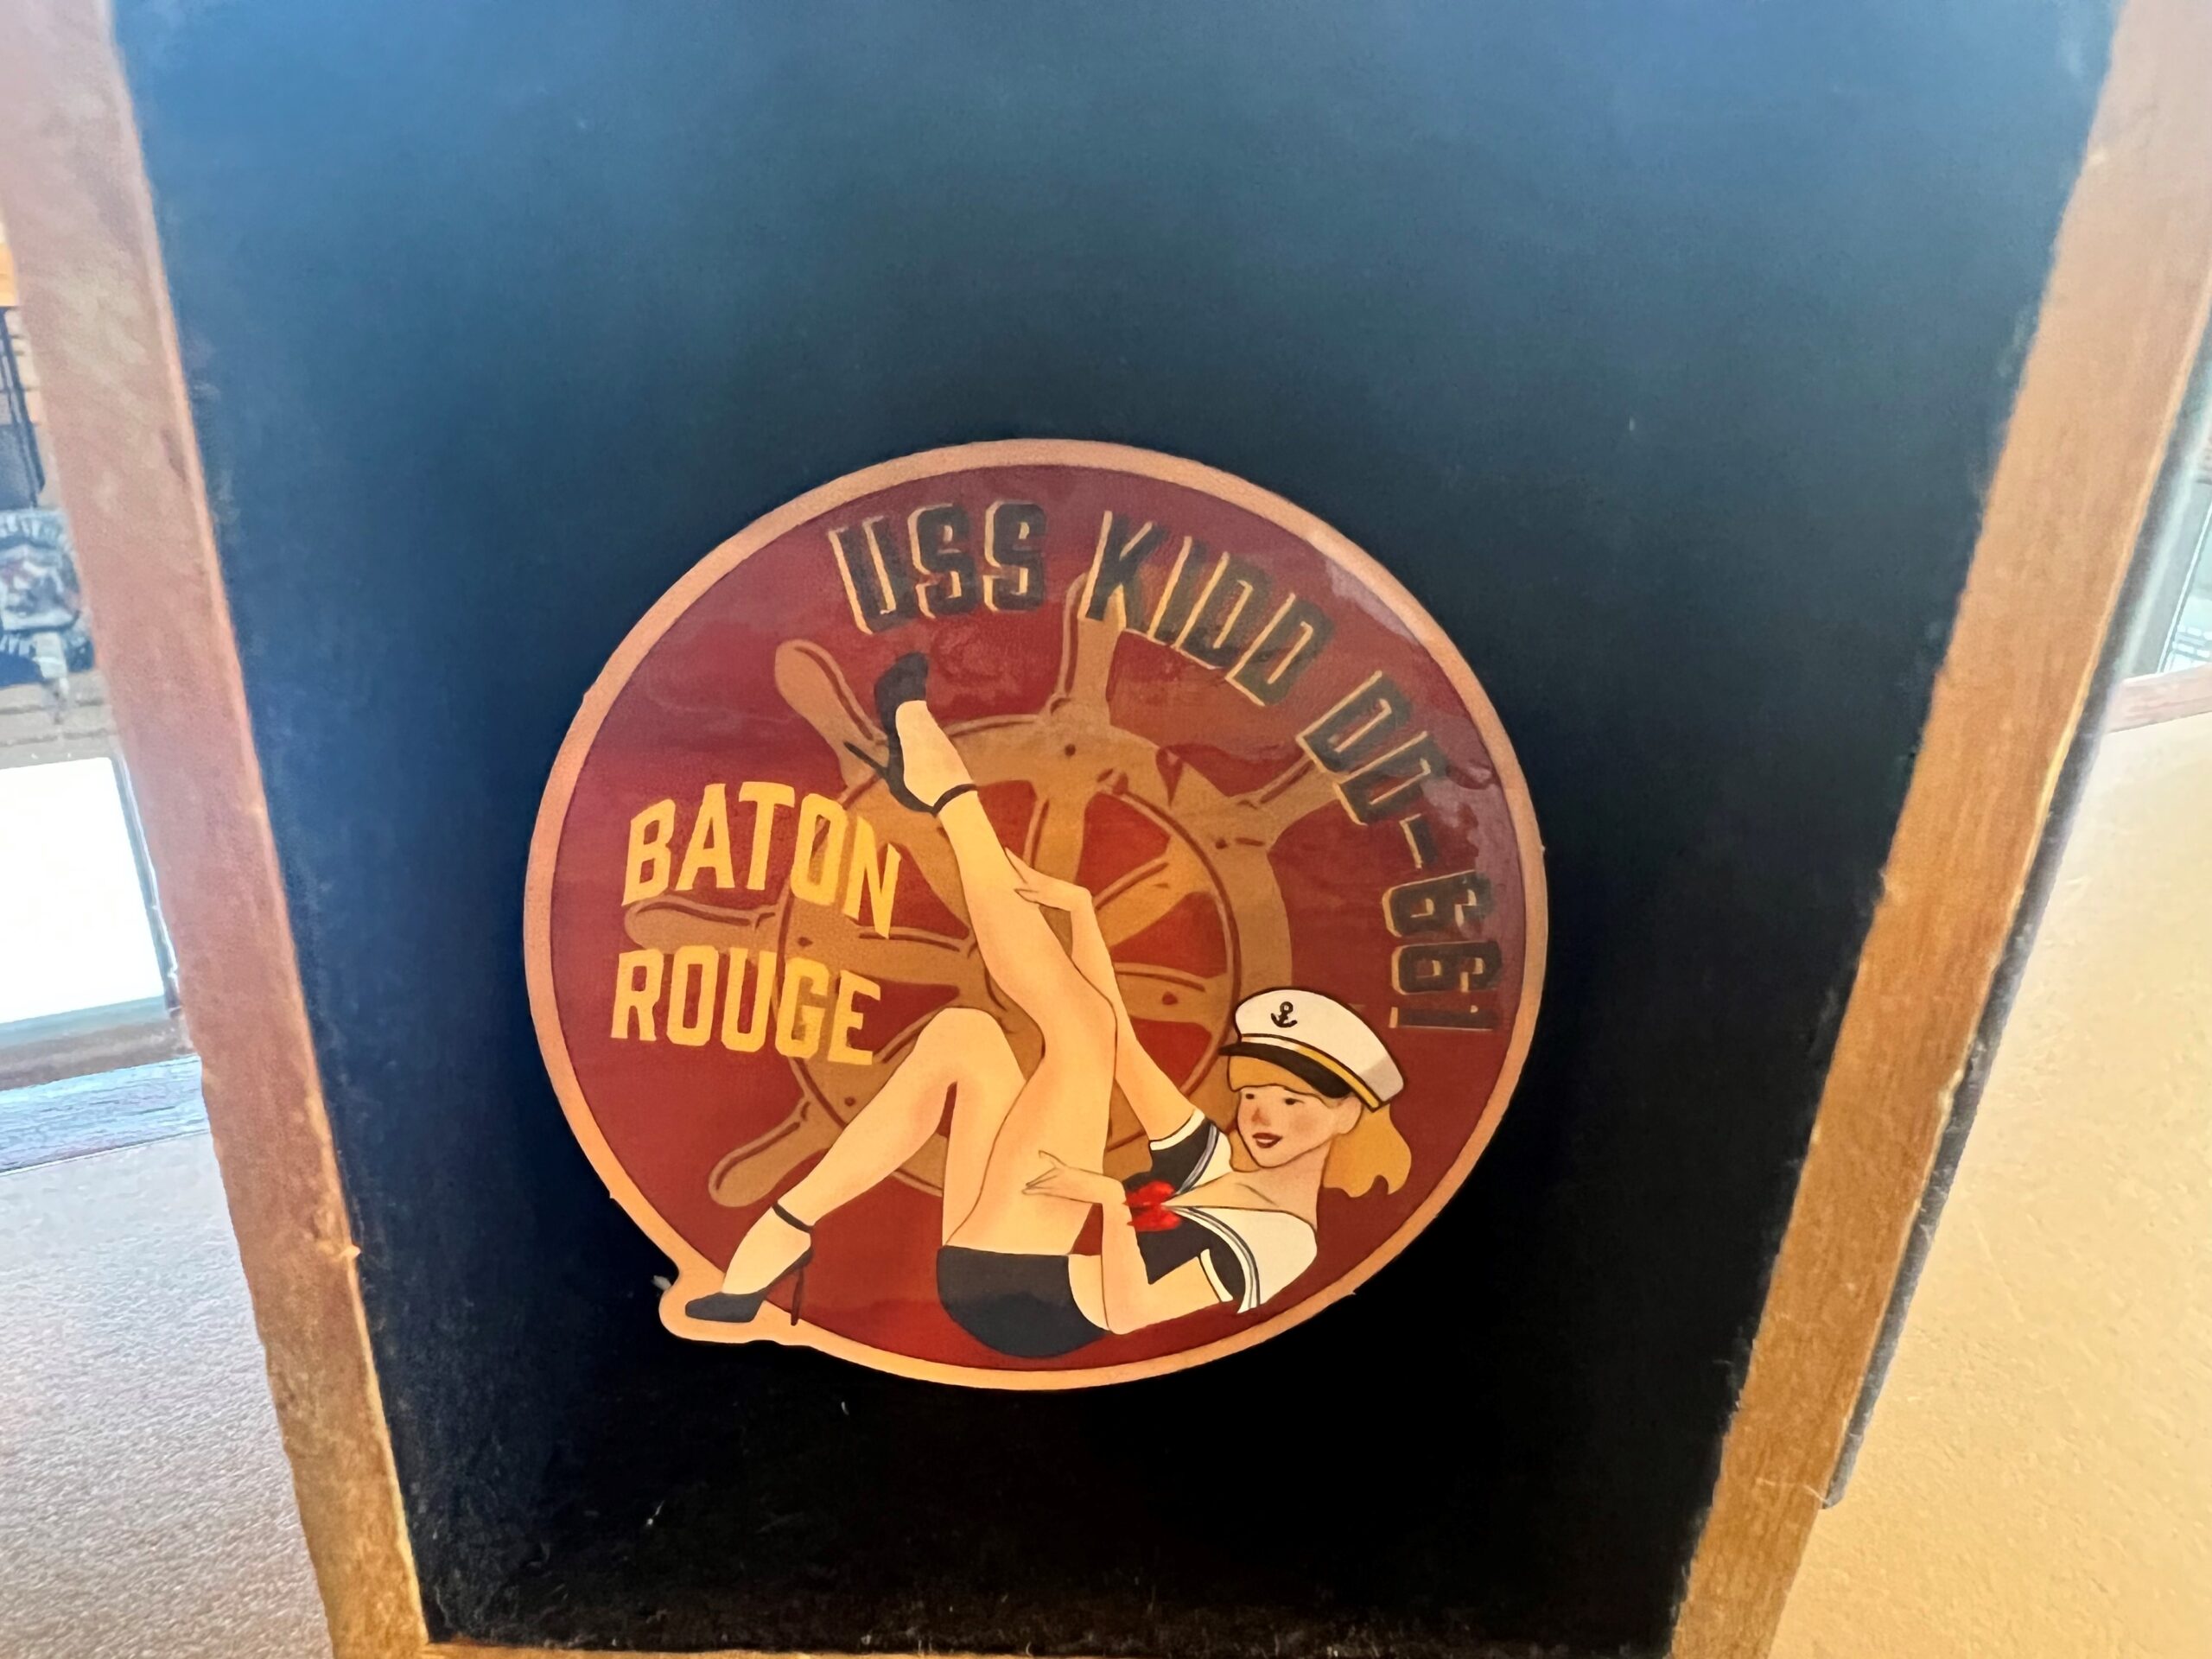 USS KIDD DD-661
BATON
ROUGE